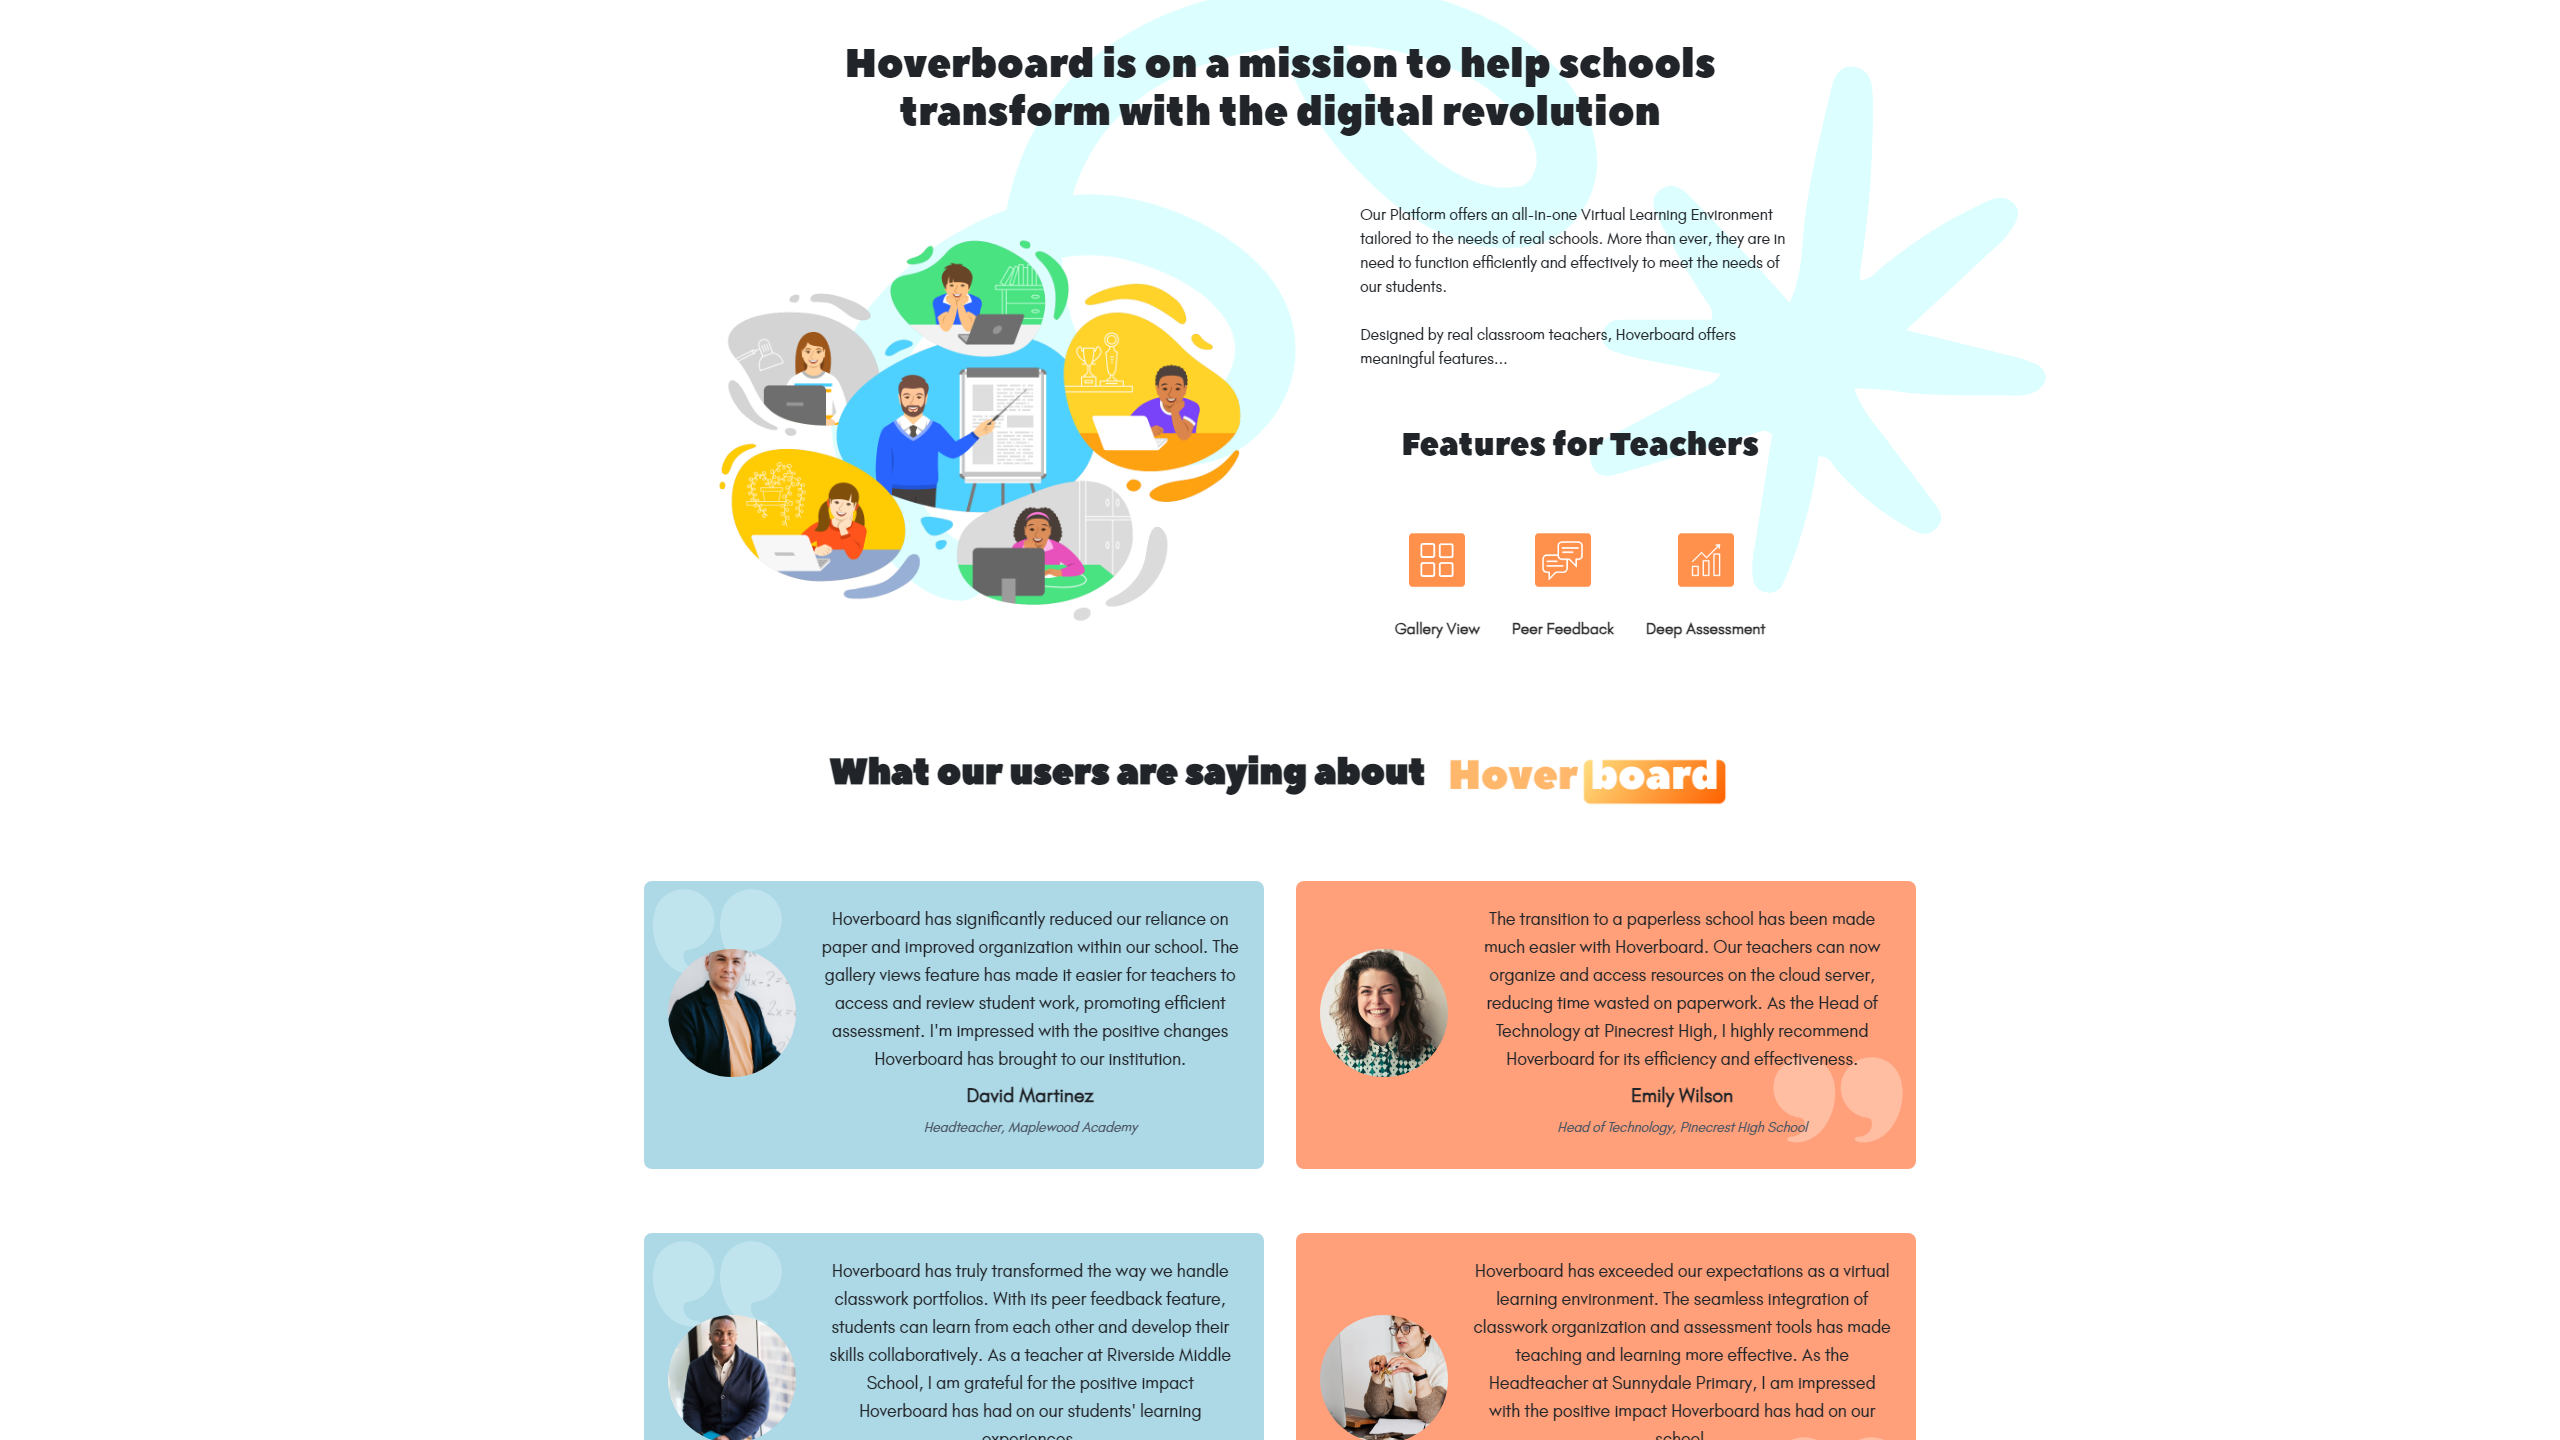 Hoverboard is on a mission to help schools
transform with the digital revolution
Our Platform offers an all-in-one Virtual Learning Environment
tailored to the needs of real schools. More than ever, they are in
need to function efficiently and effectively to meet the needs of
our students.
Designed by real classroom teachers, Hoverboard offers
meaningful features...
Features for Teachers
Gallery View
Peer Feedback
Deep Assessment
What our users are saying about Hoverboard
Hoverboard has significantly reduced our reliance on
paper and improved organization within our school. The
gallery views feature has made it easier for teachers to
access and review student work, promoting efficient
assessment. I'm impressed with the positive changes
Hoverboard has brought to our institution.
David Martinez
Headteacher, Maplewood Academy
The transition to a paperless school has been made
much easier with Hoverboard. Our teachers can now
organize and access resources on the cloud server,
reducing time wasted on paperwork. As the Head of
Technology at Pinecrest High, I highly recommend
Hoverboard for its efficiency and effectiveness.
Emily Wilson
Head of Technology, Pinecrest High School
Hoverboard has truly transformed the way we handle
classwork portfolios. With its peer feedback feature,
students can learn from each other and develop their
skills collaboratively. As a teacher at Riverside Middle
School, I am grateful for the positive impact
Hoverboard has had on our students' learning
experiences.
Hoverboard has exceeded our expectations as a virtual
learning environment. The seamless integration of
classwork organization and assessment tools has made
teaching and learning more effective. As the
Headteacher at Sunnydale Primary, I am impressed
with the positive impact Hoverboard has had on our
school.